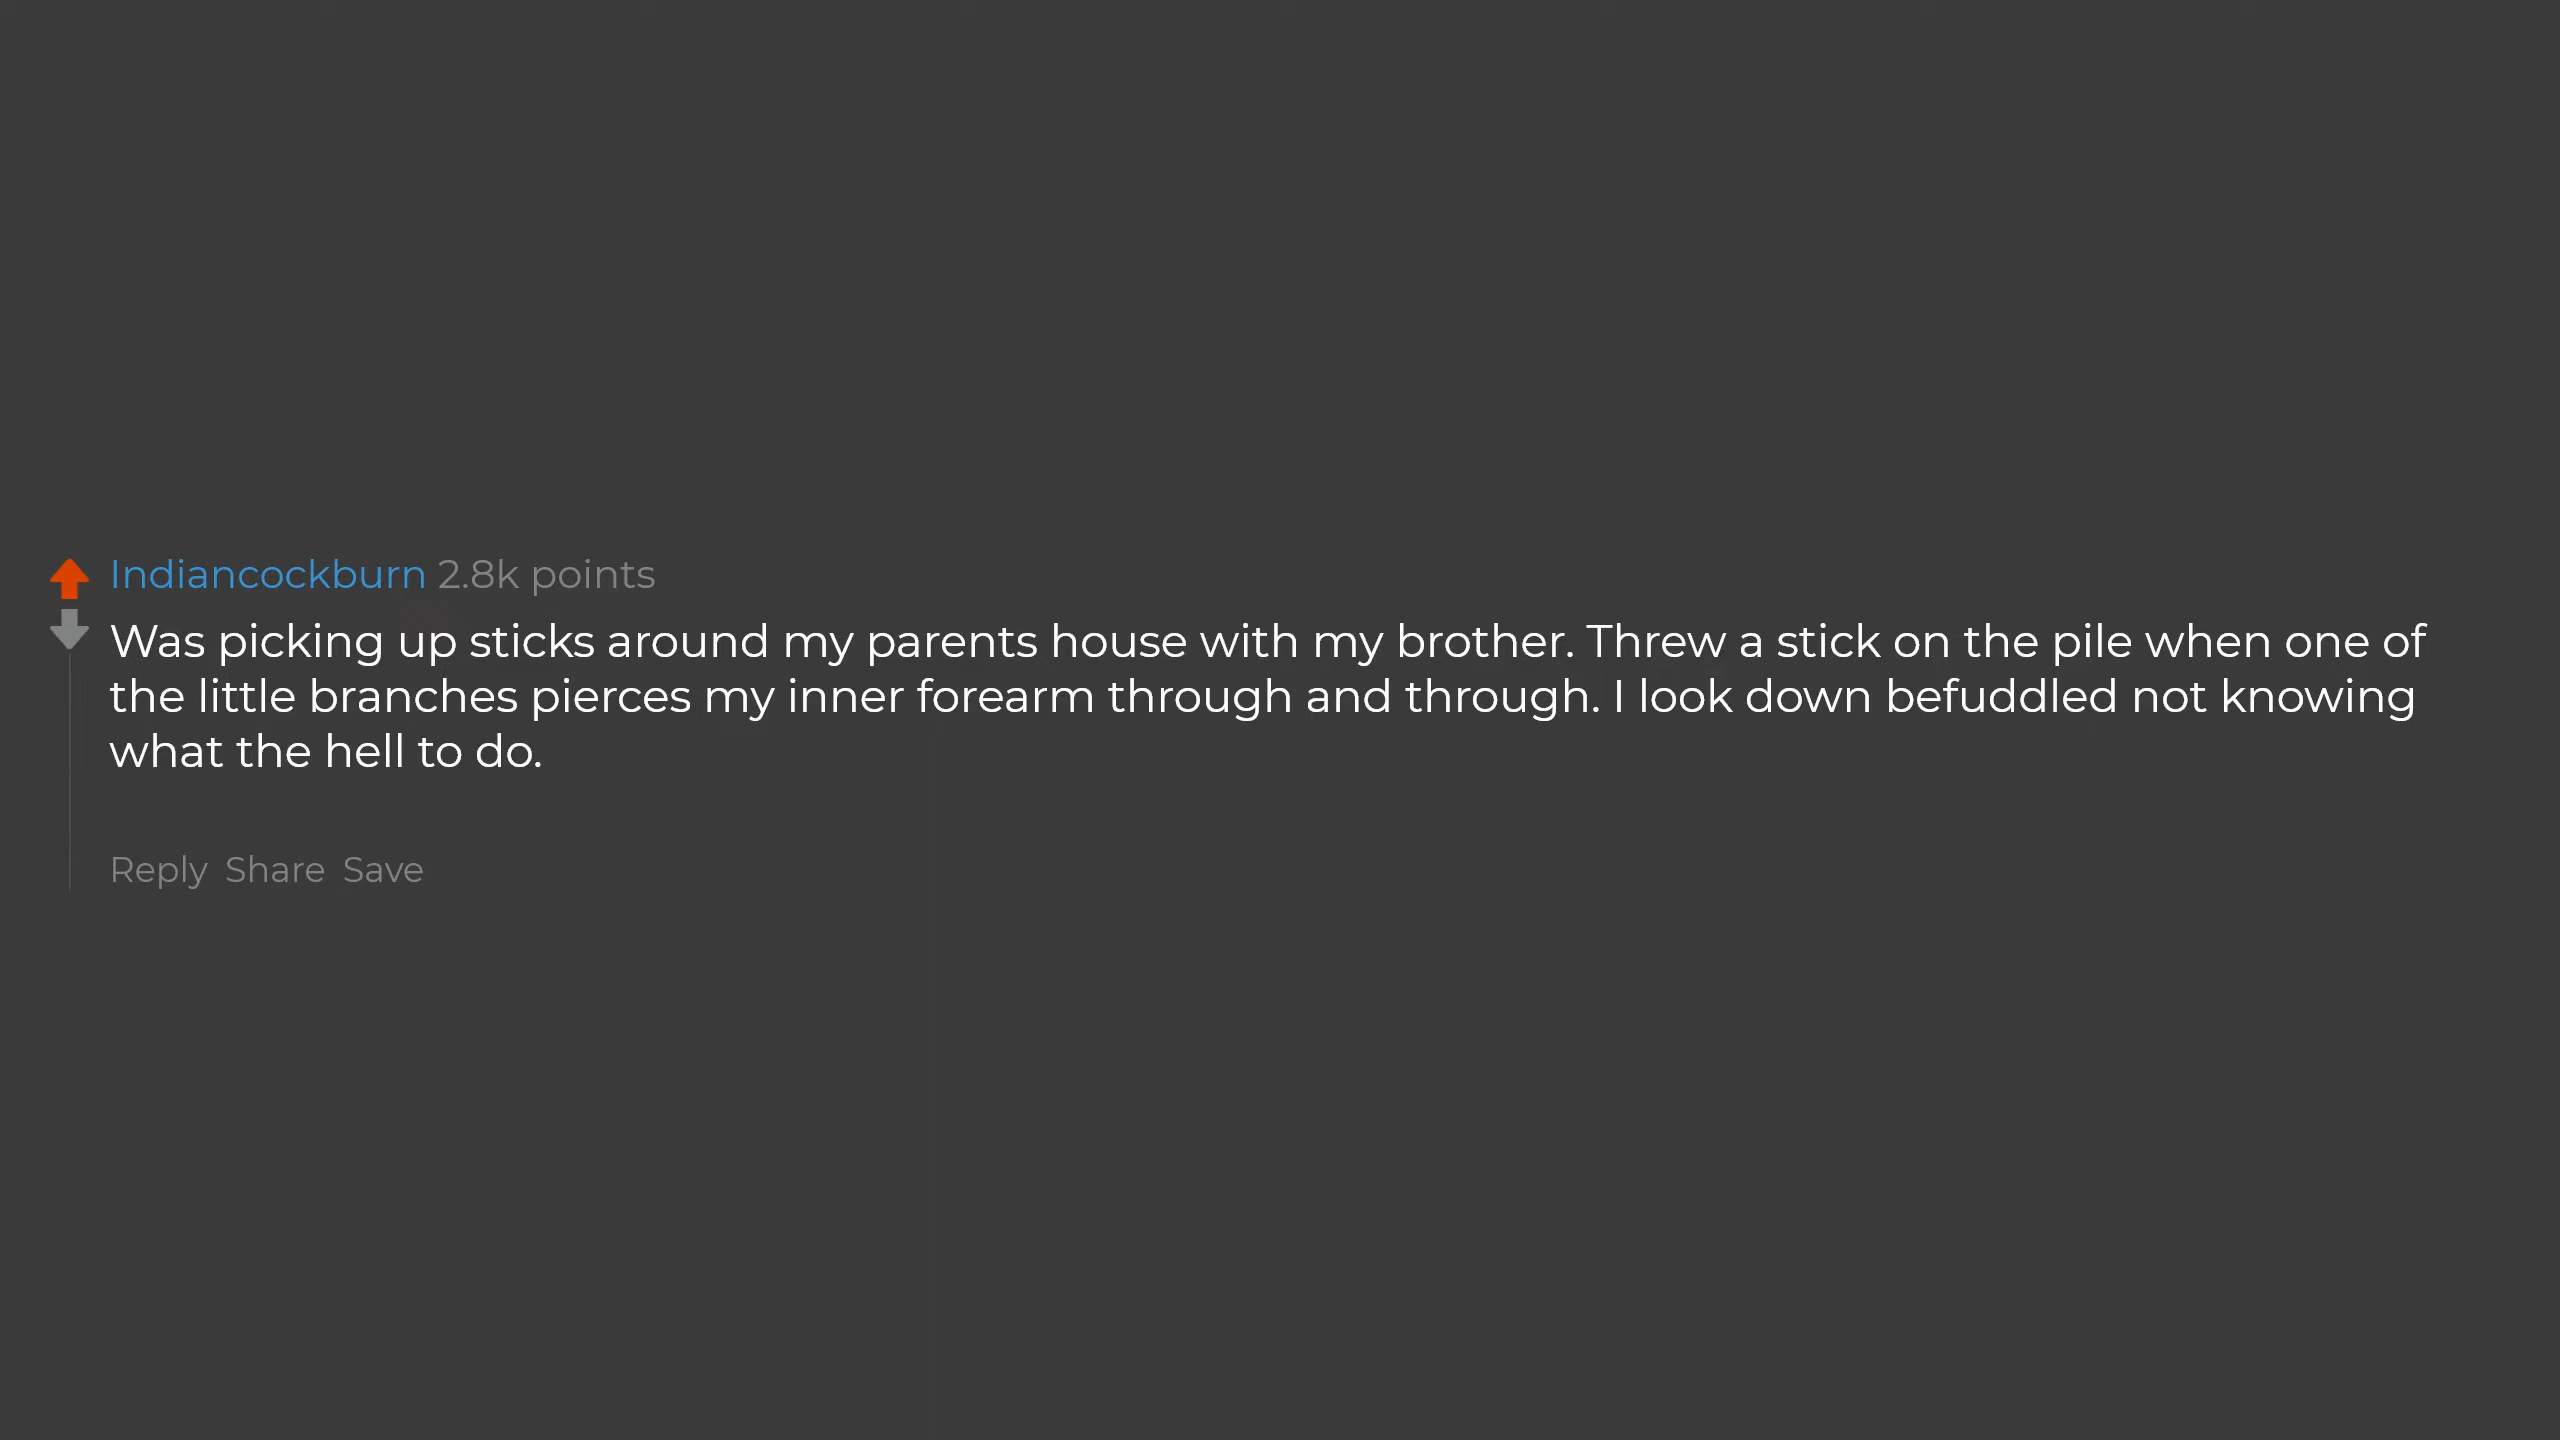 Indiancockburn 2.8k points
Was picking up sticks around my parents house with my brother. Threw a stick on the pile when one of
the little branches pierces my inner forearm through and through. I look down befuddled not knowing
what the hell to do.
Reply Share Save